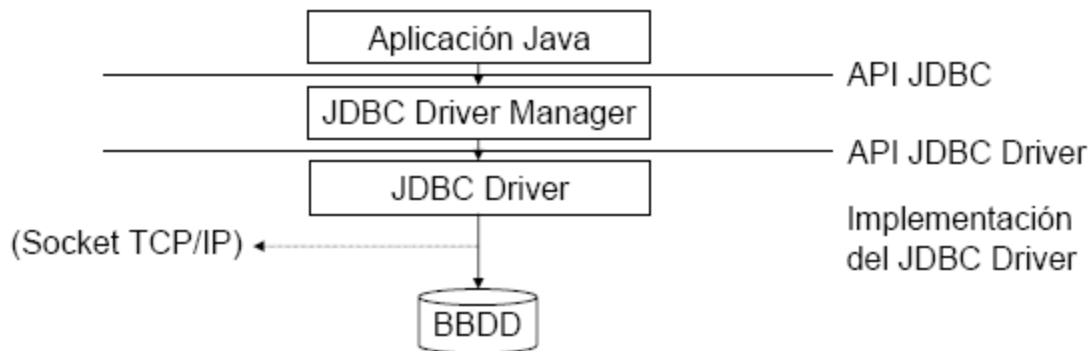 Aplicación Java
API JDBC
JDBC Driver Manager
API JDBC Driver
JDBC Driver
Implementación
del JDBC Driver
(Socket TCP/IP)
BBDD